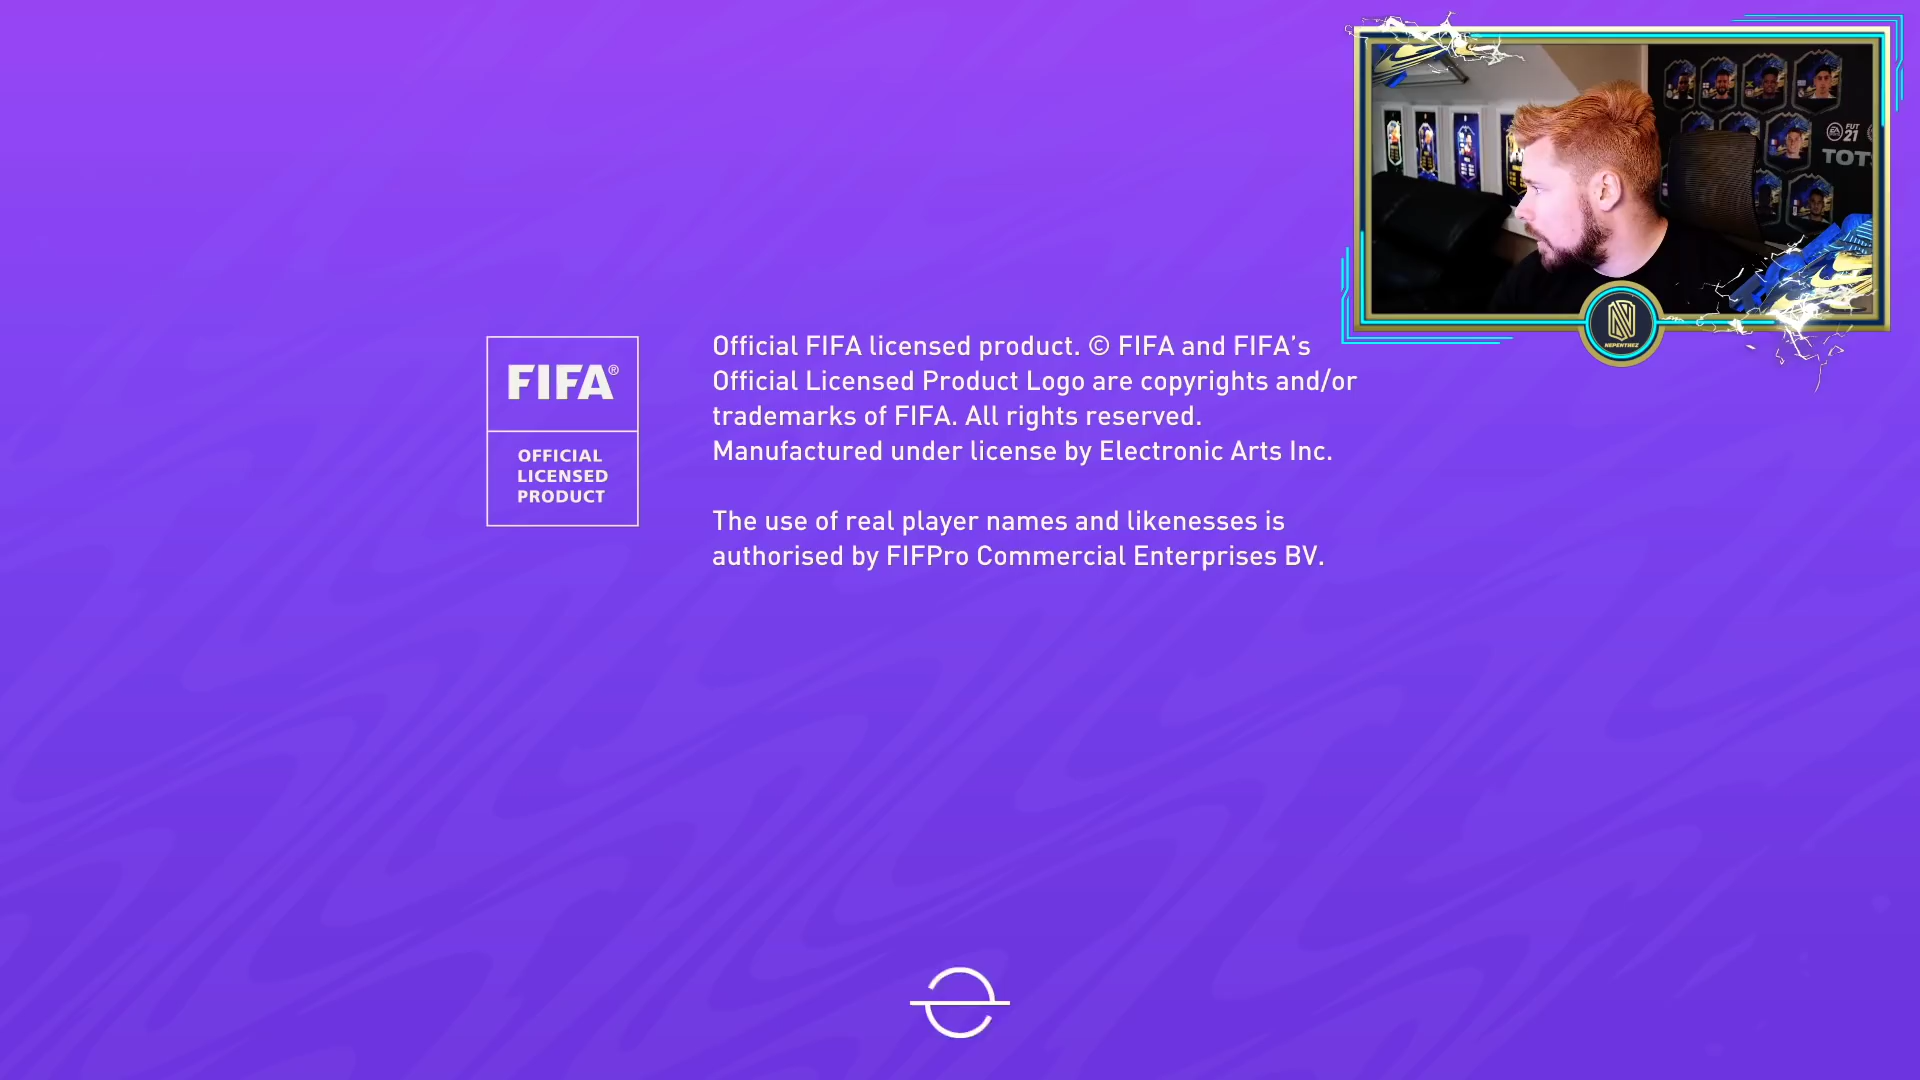 FIFA®
OFFICIAL
LICENSED
PRODUCT
Official FIFA licensed product. © FIFA and FIFA’s
Official Licensed Product Logo are copyrights and/or
trademarks of FIFA. All rights reserved.
Manufactured under license by Electronic Arts Inc.
The use of real player names and likenesses is
authorised by FIFPro Commercial Enterprises BV.
FUT
21
TOT
NEPENTHEZ